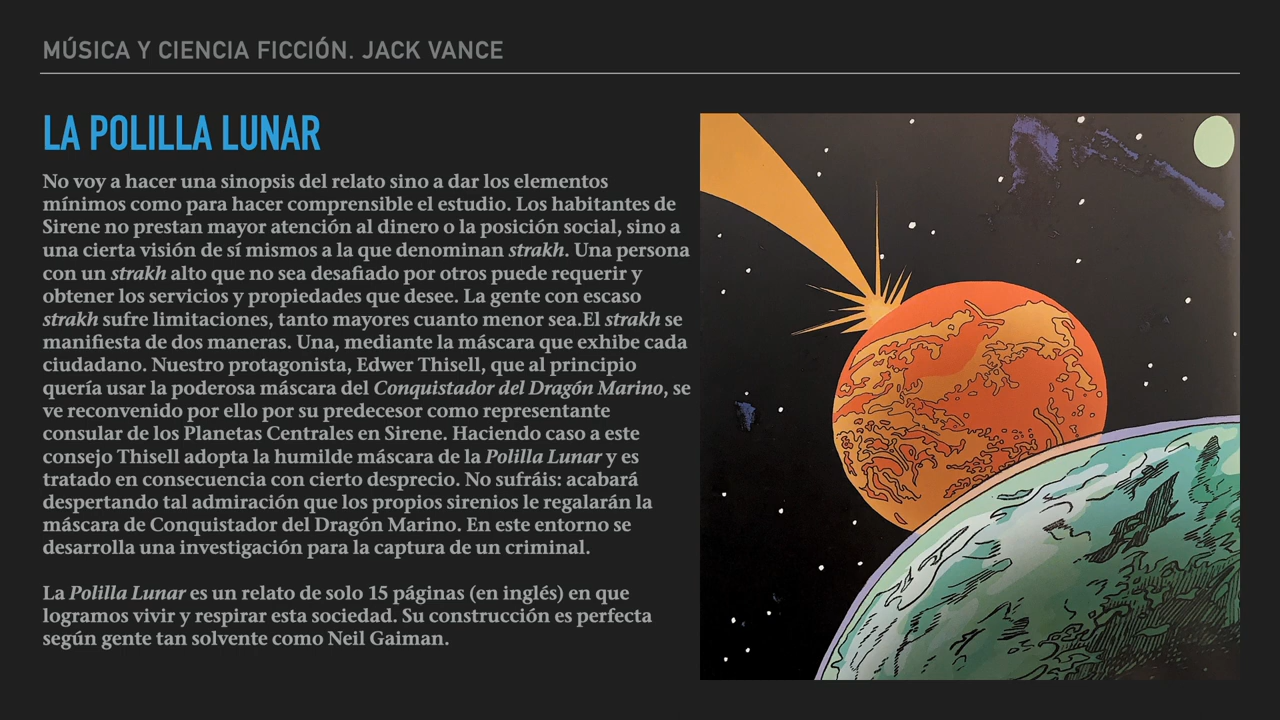 MÚSICA Y CIENCIA FICCIÓN. JACK VANCE
LA POLILLA LUNAR
No voy a hacer una sinopsis del relato sino a dar los elementos
mínimos como para hacer comprensible el estudio. Los habitantes de
Sirene no prestan mayor atención al dinero o la posición social, sino a
una cierta visión de sí mismos a la que denominan strakh. Una persona
con un strakh alto que no sea desafiado por otros puede requerir y
obtener los servicios y propiedades que desee. La gente con escaso
strakh sufre limitaciones, tanto mayores cuanto menor sea.El strakh se
manifiesta de dos maneras. Una, mediante la máscara que exhibe cada
ciudadano. Nuestro protagonista, Edwer Thisell, que al principio
quería usar la poderosa máscara del Conquistador del Dragón Marino, se
ve reconvenido por ello por su predecesor como representante
consular de los Planetas Centrales en Sirene. Haciendo caso a este
consejo Thisell adopta la humilde máscara de la Polilla Lunar y es
tratado en consecuencia con cierto desprecio. No sufráis: acabará
despertando tal admiración que los propios sirenios le regalarán la
máscara de Conquistador del Dragón Marino. En este entorno se
desarrolla una investigación para la captura de un criminal.
La Polilla Lunar es un relato de solo 15 páginas (en inglés) en que
logramos vivir y respirar esta sociedad. Su construcción es perfecta
según gente tan solvente como Neil Gaiman.